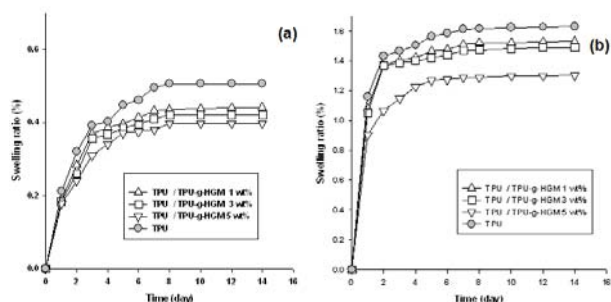 (a)
Swelling ratio (%)
0.6
0.4
0.2
0.0
TPU / TPU-g-HGM 1 wt%
TPU / TPU-g-HGM 3 wt%
TPU / TPU-g-HGM 5 wt%
TPU
0 2 4 6 8 10 12 14 16
Time (day)
(b)
Swelling ratio (%)
1.6
1.4
1.2
1.0
0.8
0.6
0.4
0.2
0.0
TPU / TPU-g-HGM 1 wt%
TPU / TPU-g-HGM 3 wt%
TPU / TPU-g-HGM 5 wt%
TPU
0 2 4 6 8 10 12 14 16
Time (day)